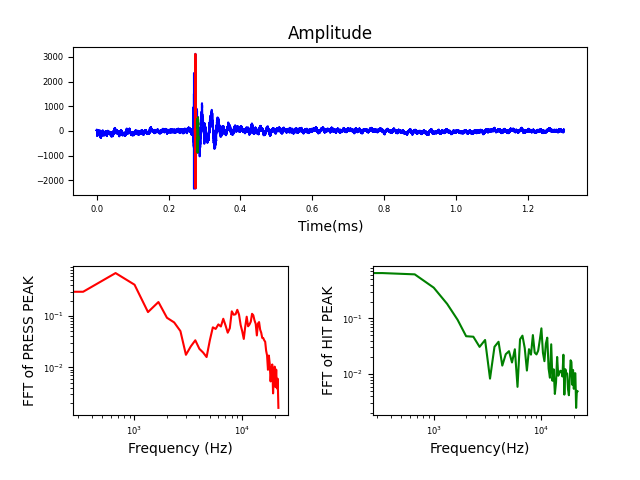 Amplitude
3000
2000
1000
0
−1000
−2000
0.0 0.2 0.4 0.6 0.8 1.0 1.2
Time(ms)
FFT of PRESS PEAK
10⁻¹
10⁻²
10³ 10⁴
Frequency (Hz)
FFT of HIT PEAK
10⁻¹
10⁻²
10³ 10⁴
Frequency(Hz)